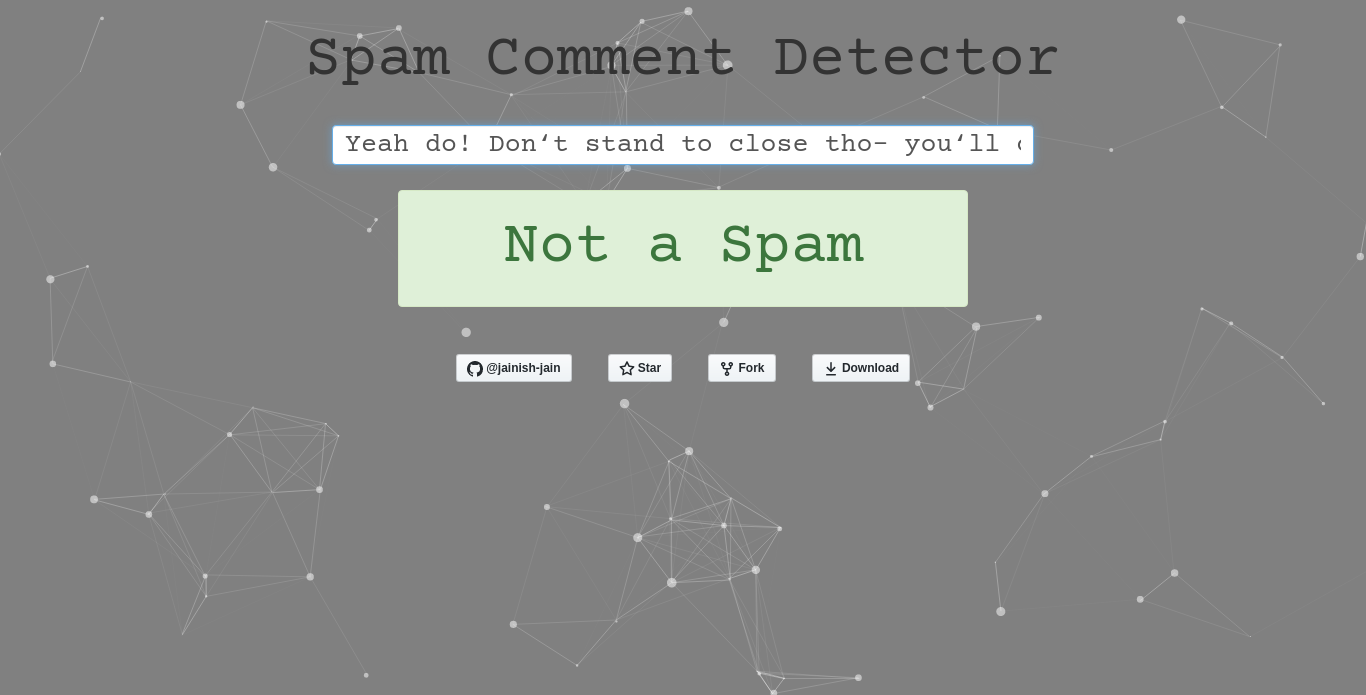 Spam Comment Detector
Yeah do! Don‘t stand to close tho– you‘ll
Not a Spam
@jainish-jain
Star
Fork
Download